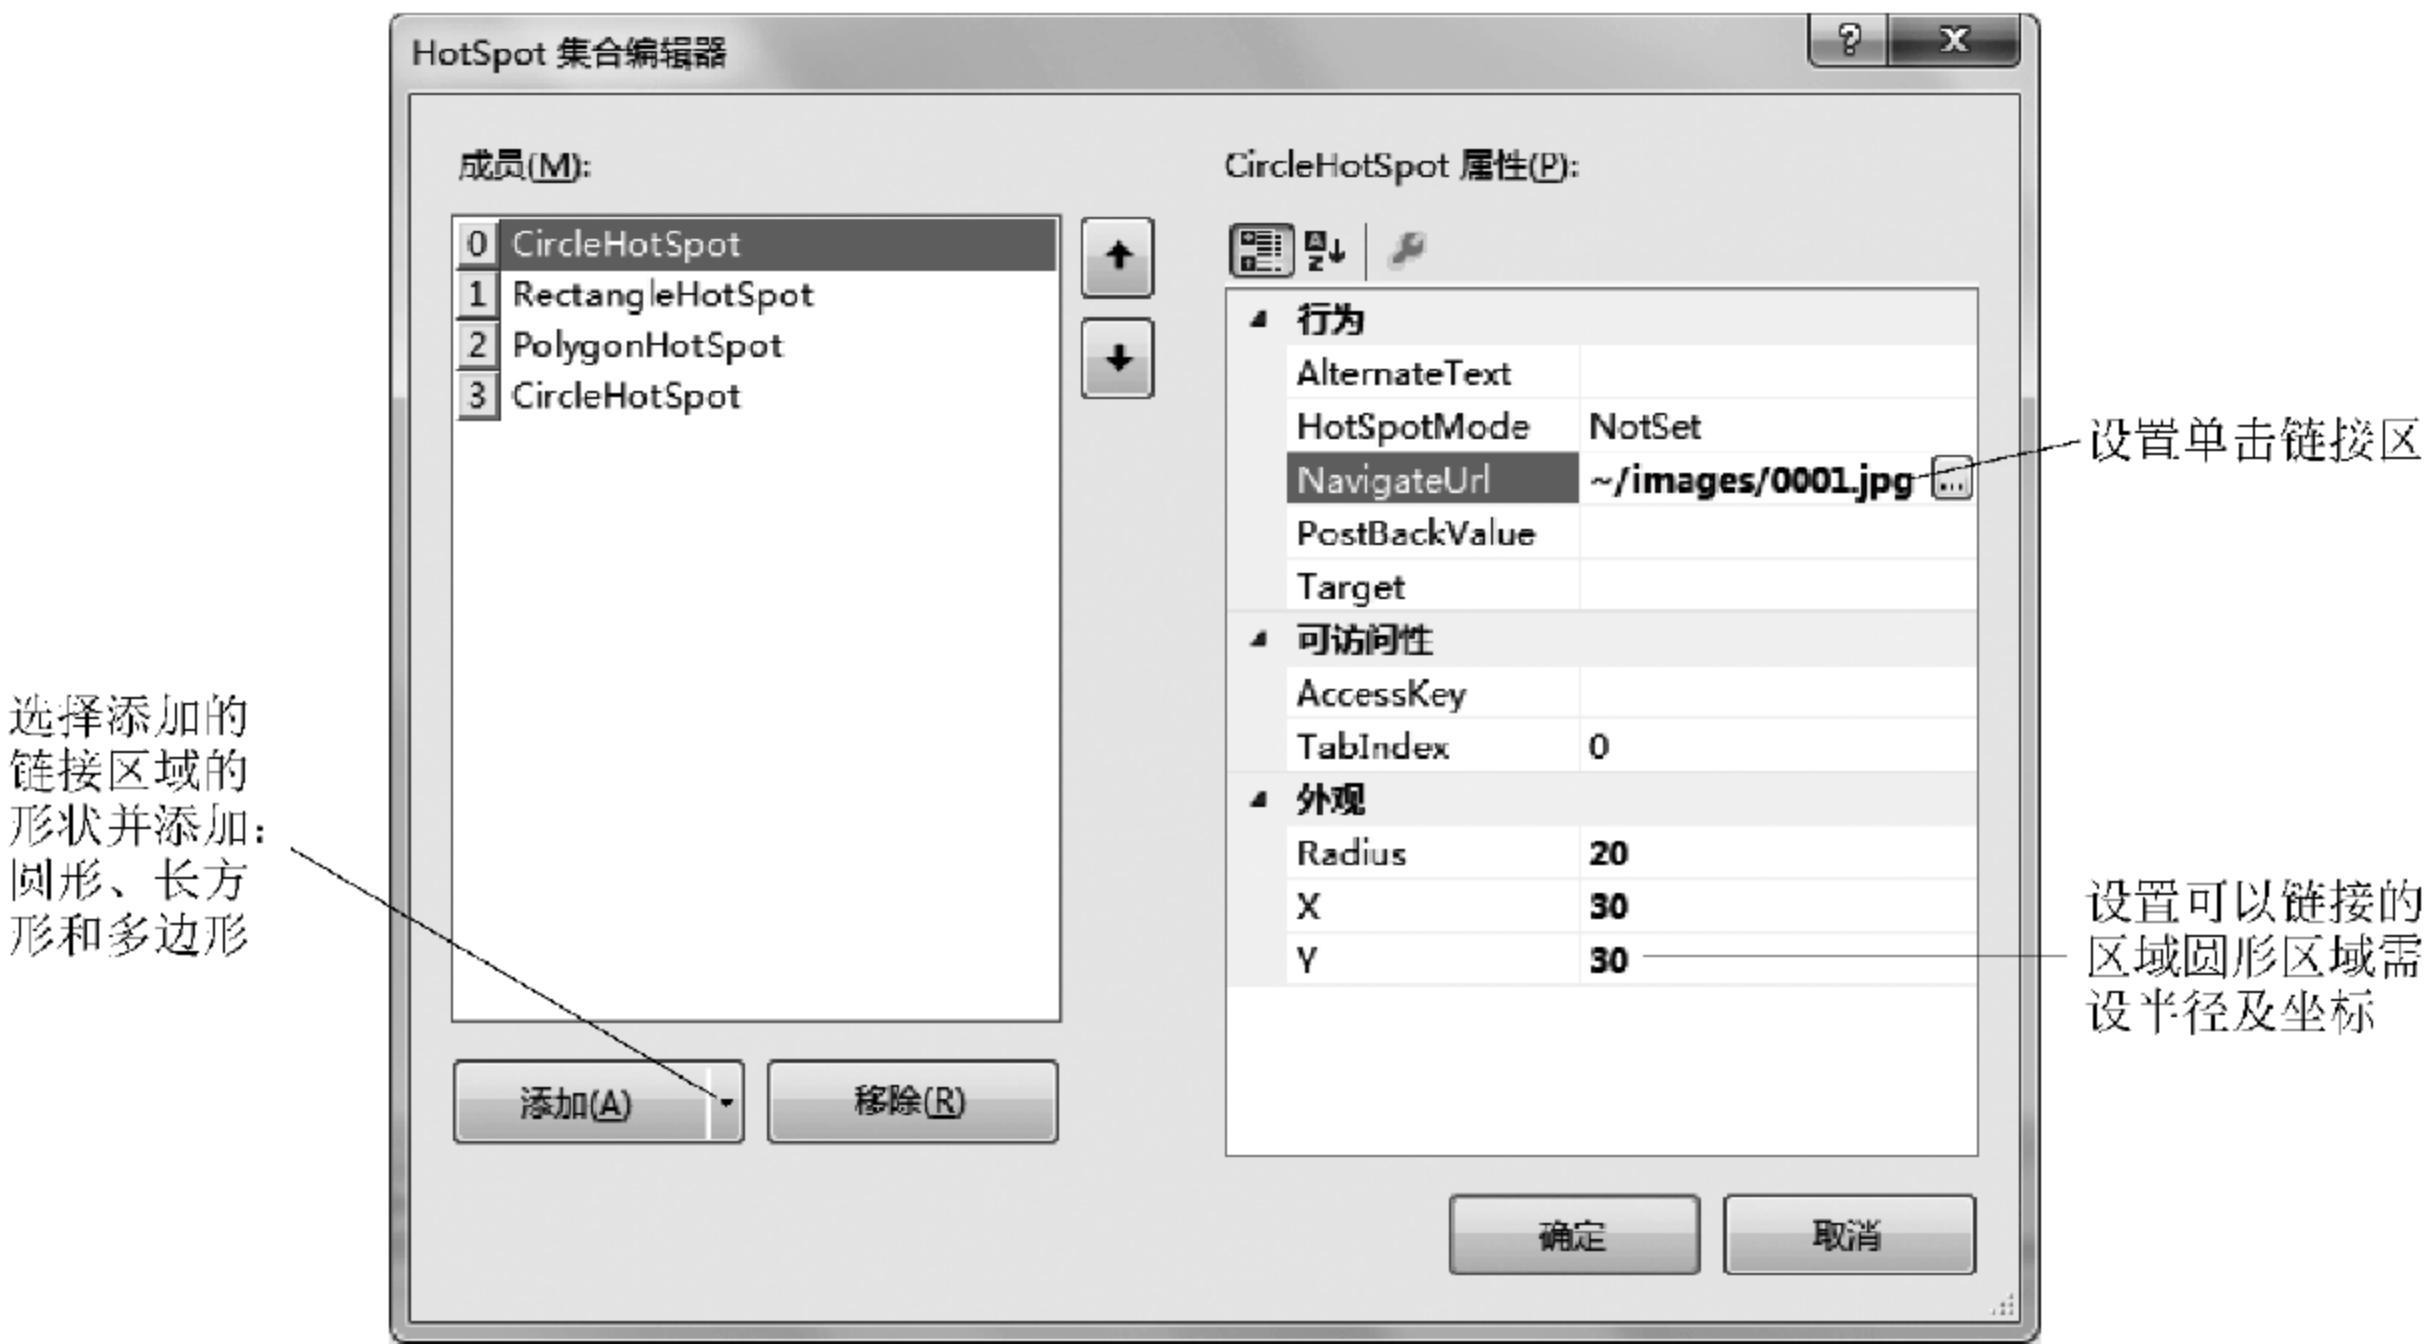 HotSpot 集合编辑器
成员(M):
0 CircleHotSpot
1 RectangleHotSpot
2 PolygonHotSpot
3 CircleHotSpot
添加(A)
移除(R)
CircleHotSpot 属性(P):
行为
AlternateText
HotSpotMode NotSet
NavigateUrl ~/images/0001.jpg ...
PostBackValue
Target
可访问性
AccessKey
TabIndex 0
外观
Radius 20
X 30
Y 30
确定
取消
选择添加的
链接区域的
形状并添加：
圆形、长方
形和多边形
设置单击链接区
设置可以链接的
区域圆形区域需
设半径及坐标